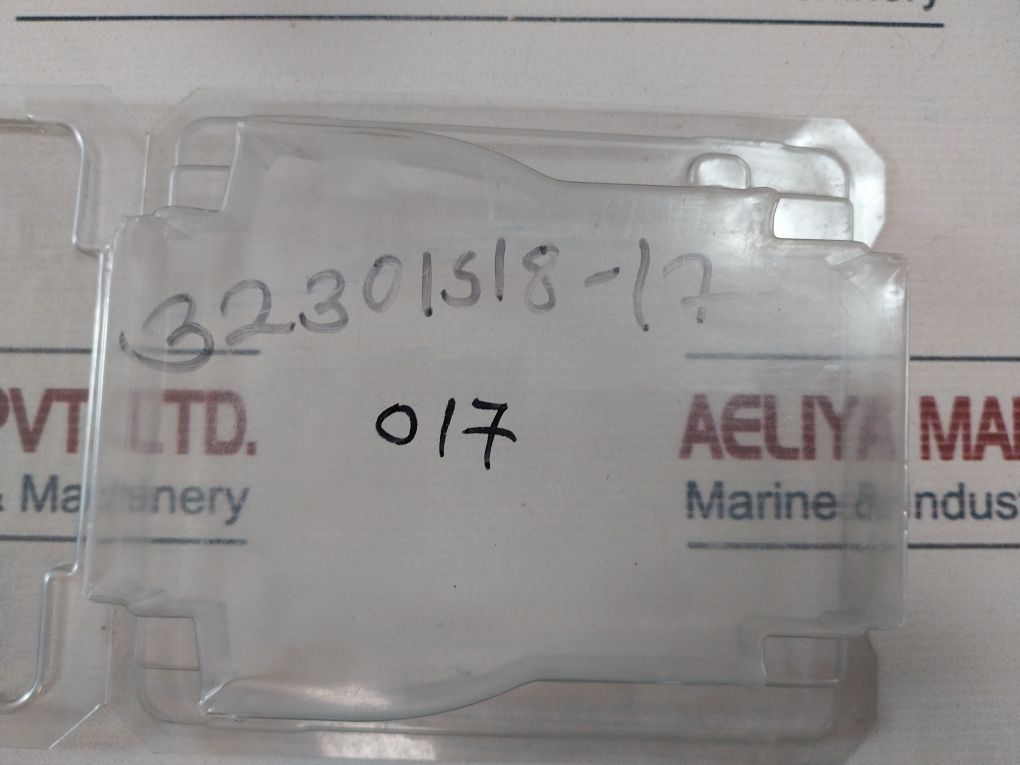 32301518-17
017
PVT LTD.
& Machinery
AELIYA MA
Marine & Indus